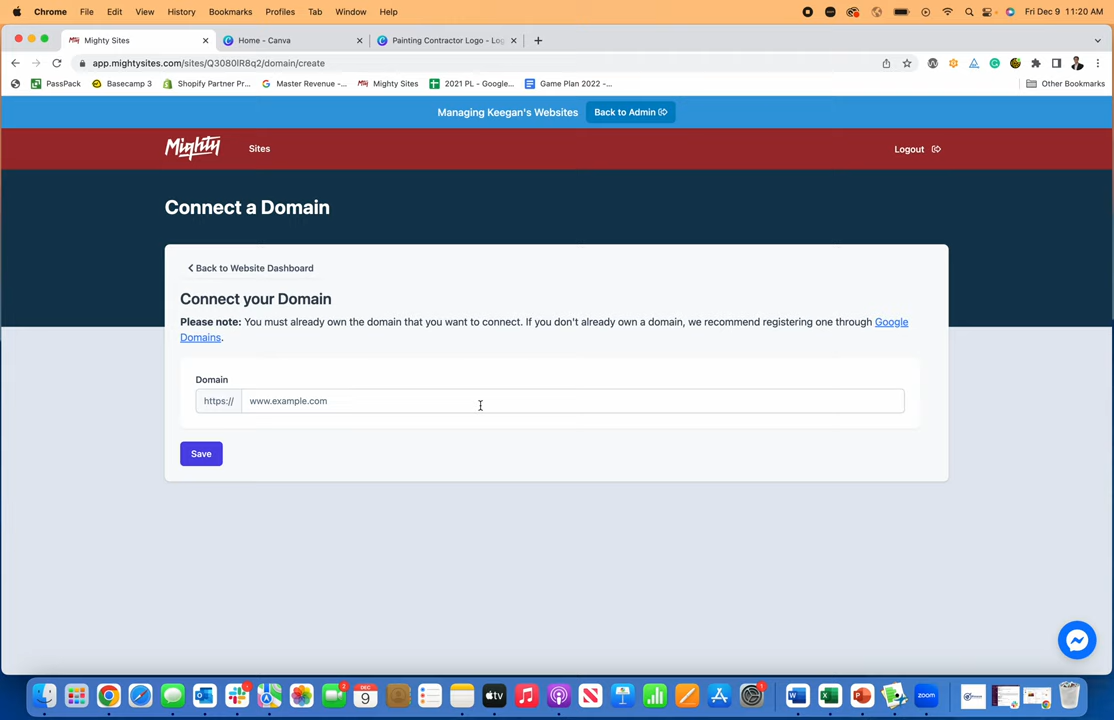 Chrome File Edit View History Bookmarks Profiles Tab Window Help Fri Dec 9 11:20 AM
Mighty Sites Home - Canva Painting Contractor Logo - Log
app.mightysites.com/sites/Q3080lR8q2/domain/create
PassPack Basecamp 3 Shopify Partner Pr... Master Revenue -... Mighty Sites 2021 PL - Google... Game Plan 2022 -... Other Bookmarks
Managing Keegan's Websites Back to Admin
Mighty Sites Logout
Connect a Domain
Back to Website Dashboard
Connect your Domain
Please note: You must already own the domain that you want to connect. If you don't already own a domain, we recommend registering one through Google
Domains.
Domain
https:// www.example.com
Save
DEC
9
tv
zoom